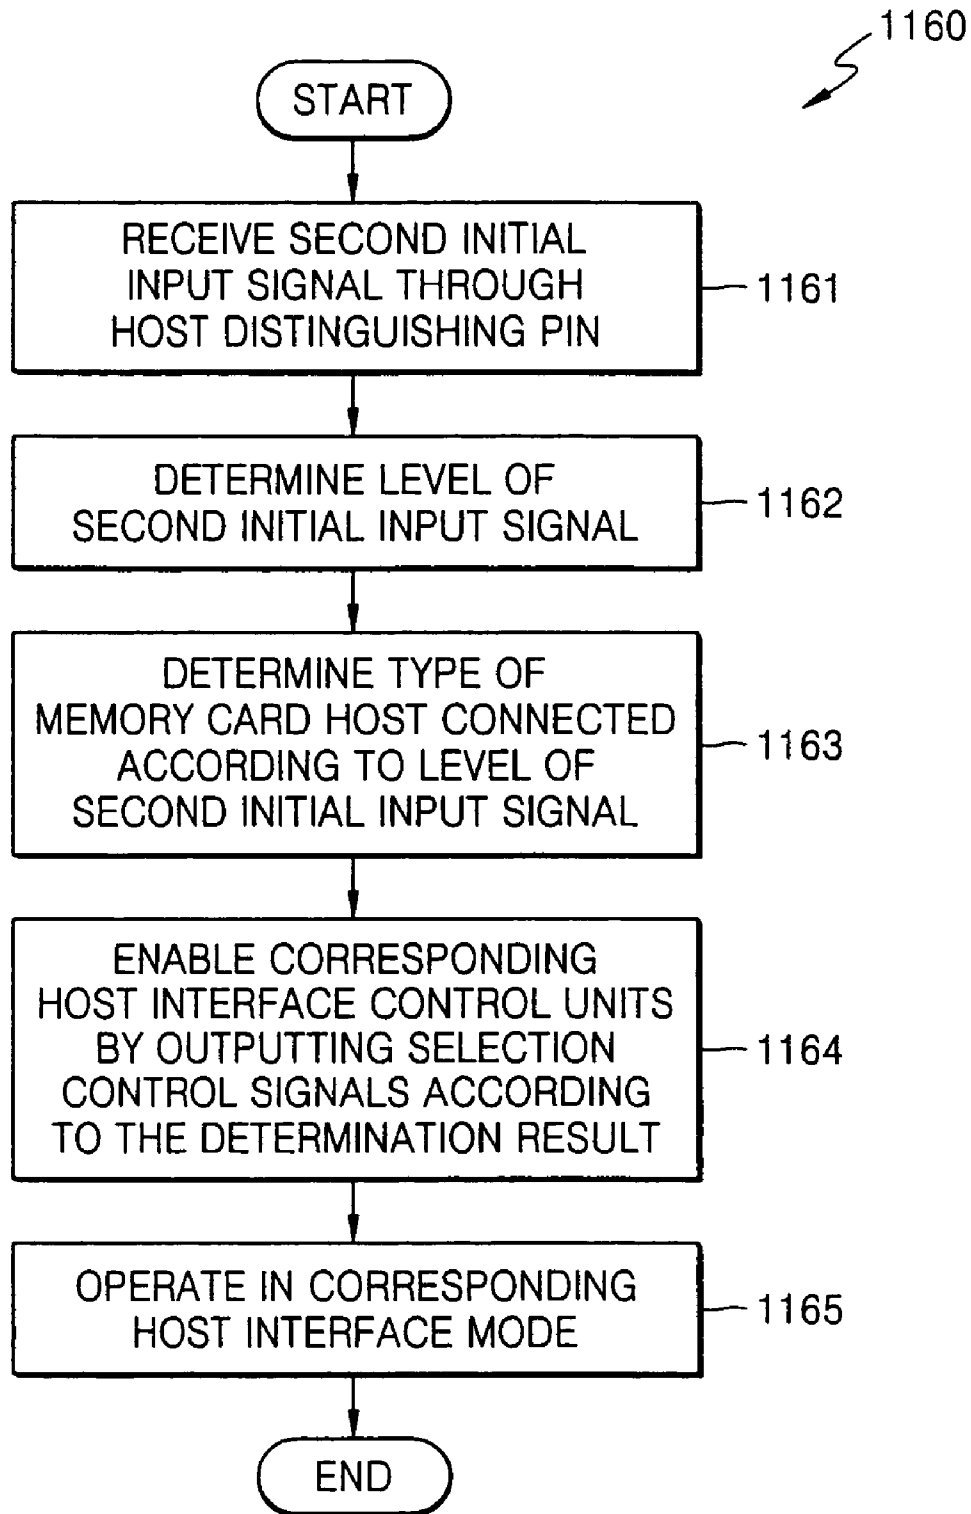 1160
START
RECEIVE SECOND INITIAL
INPUT SIGNAL THROUGH
HOST DISTINGUISHING PIN
1161
DETERMINE LEVEL OF
SECOND INITIAL INPUT SIGNAL
1162
DETERMINE TYPE OF
MEMORY CARD HOST CONNECTED
ACCORDING TO LEVEL OF
SECOND INITIAL INPUT SIGNAL
1163
ENABLE CORRESPONDING
HOST INTERFACE CONTROL UNITS
BY OUTPUTTING SELECTION
CONTROL SIGNALS ACCORDING
TO THE DETERMINATION RESULT
1164
OPERATE IN CORRESPONDING
HOST INTERFACE MODE
1165
END